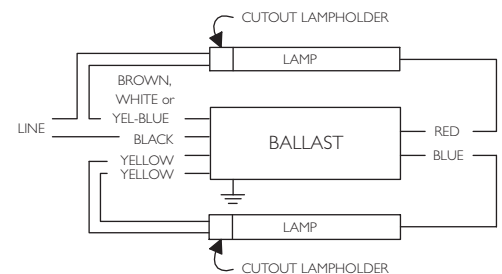 CUTOUT LAMPHOLDER
LAMP
BROWN,
WHITE or
YEL-BLUE
LINE
BLACK
BALLAST
RED
BLUE
YELLOW
YELLOW
LAMP
CUTOUT LAMPHOLDER